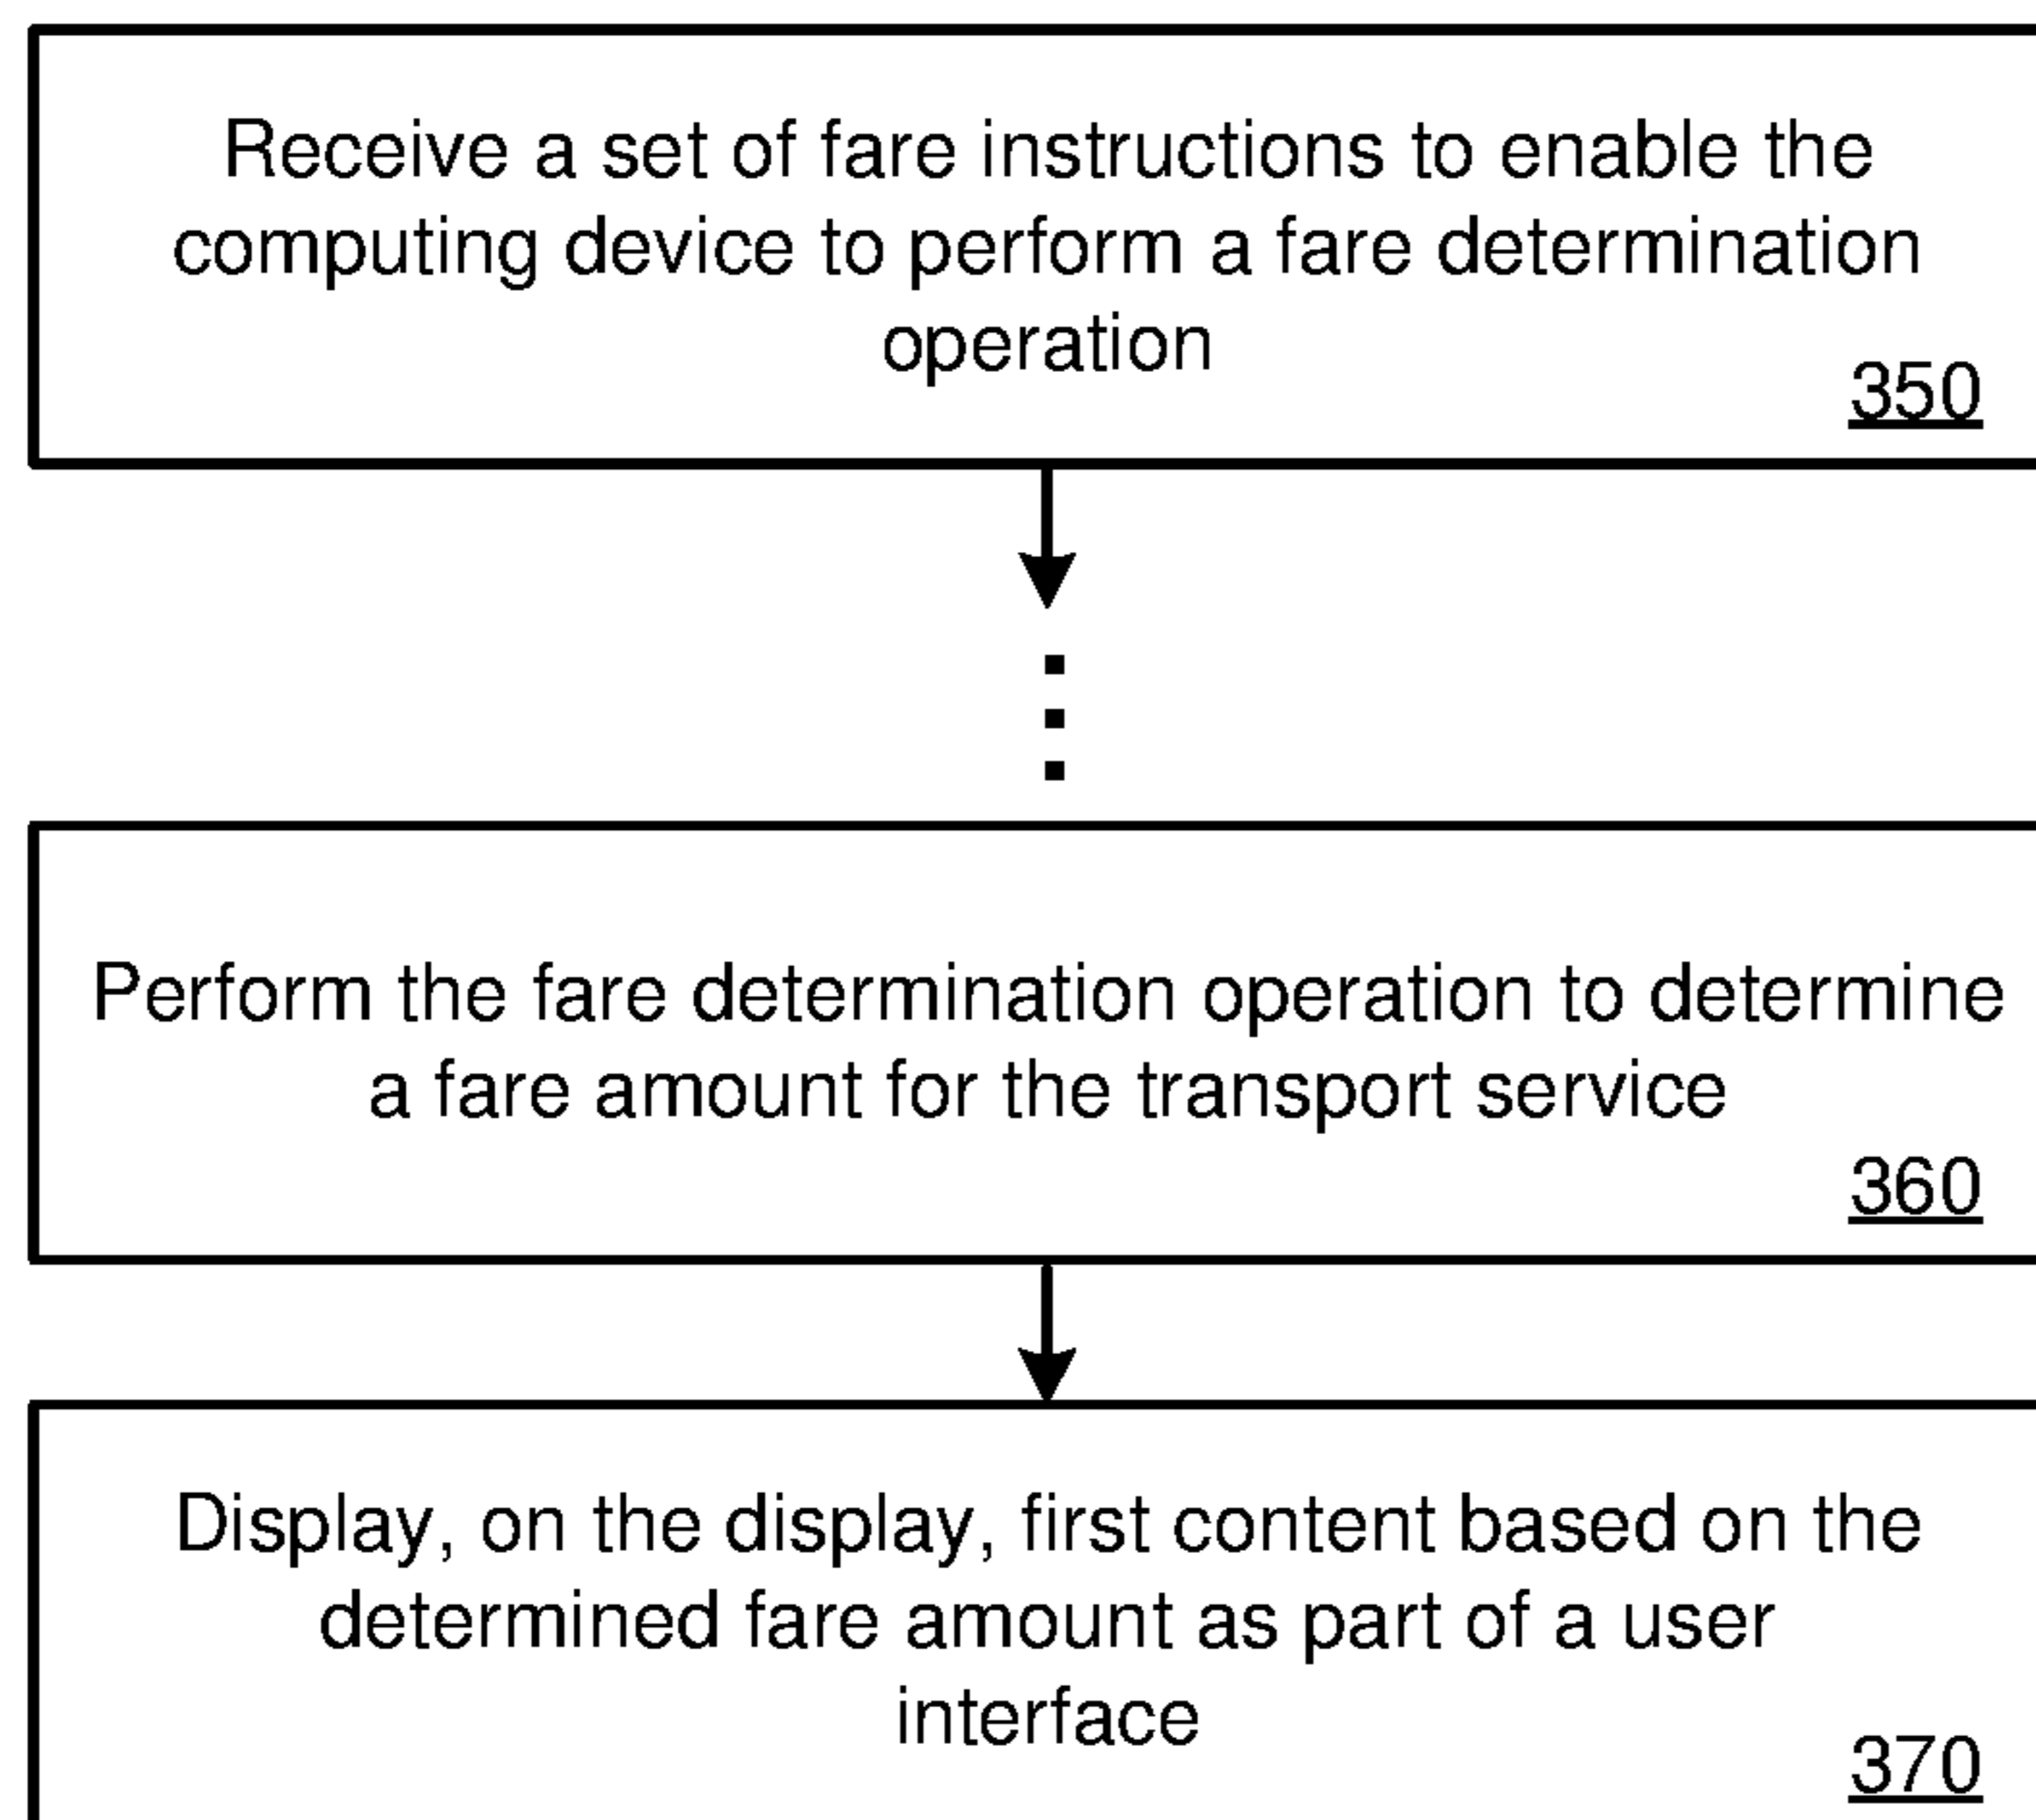 Receive a set of fare instructions to enable the
computing device to perform a fare determination
operation
350
Perform the fare determination operation to determine
a fare amount for the transport service
360
Display, on the display, first content based on the
determined fare amount as part of a user
interface
370